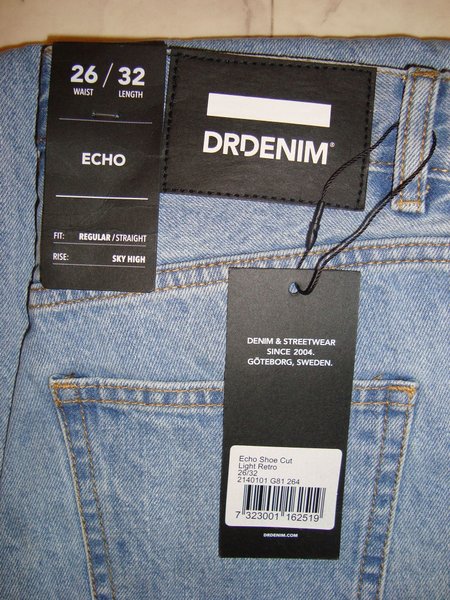 26 / 32
WAIST LENGTH
ECHO
FIT: REGULAR / STRAIGHT
RISE: SKY HIGH
DRDENIM®
DENIM & STREETWEAR
SINCE 2004.
GÖTEBORG, SWEDEN.
Echo Shoe Cut
Light Retro
26/32
2140101 G81 264
7 323001 162519
DRDENIM.COM